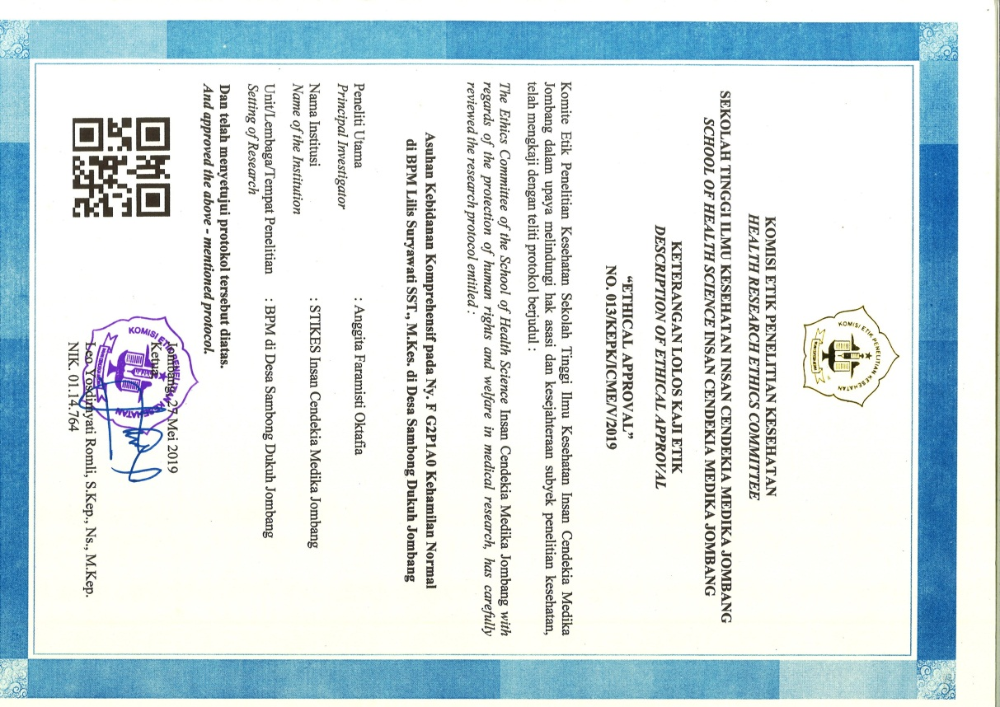 KOMISI ETIK PENELITIAN KESEHATAN
KOMISI ETIK PENELITIAN KESEHATAN
HEALTH RESEARCH ETHICS COMMITTEE
SEKOLAH TINGGI ILMU KESEHATAN INSAN CENDEKIA MEDIKA JOMBANG
SCHOOL OF HEALTH SCIENCE INSAN CENDEKIA MEDIKA JOMBANG
KETERANGAN LOLOS KAJI ETIK
DESCRIPTION OF ETHICAL APPROVAL
“ETHICAL APPROVAL”
NO. 013/KEPK/ICME/V/2019
Komite Etik Penelitian Kesehatan Sekolah Tinggi Ilmu Kesehatan Insan Cendekia Medika
Jombang dalam upaya melindungi hak asasi dan kesejahteraan subyek penelitian kesehatan,
telah mengkaji dengan teliti protokol berjudul :
The Ethics Committee of the School of Health Science Insan Cendekia Medika Jombang with
regards of the protection of human rights and welfare in medical research, has carefully
reviewed the research protocol entitled :
Asuhan Kebidanan Komprehensif pada Ny. F G2P1A0 Kehamilan Normal
di BPM Lilis Suryawati SST., M.Kes. di Desa Sambong Dukuh Jombang
Peneliti Utama : Anggita Faramisti Oktafia
Principal Investigator
Nama Institusi : STIKES Insan Cendekia Medika Jombang
Name of the Institution
Unit/Lembaga/Tempat Penelitian : BPM di Desa Sambong Dukuh Jombang
Setting of Research
Dan telah menyetujui protokol tersebut diatas.
And approved the above - mentioned protocol.
Jombang, 27 Mei 2019
Ketua
KOMISI ETIK PENELITIAN KESEHATAN
Leo Yosdimyati Romli, S.Kep., Ns., M.Kep.
NIK. 01.14.764